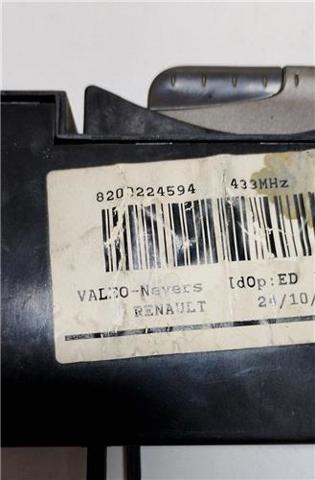 8200224594 433MHz
VALEO-Nevers IdOp:ED
RENAULT 24/10/